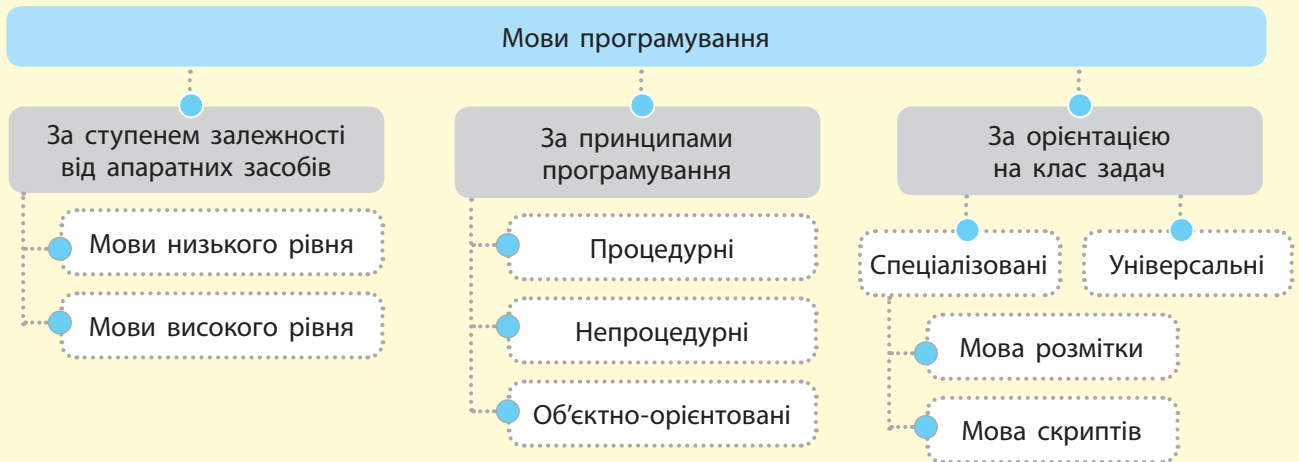 Мови програмування
За ступенем залежності
від апаратних засобів
Мови низького рівня
Мови високого рівня
За принципами
програмування
Процедурні
Непроцедурні
Об'єктно-орієнтовані
За орієнтацією
на клас задач
Спеціалізовані
Універсальні
Мова розмітки
Мова скриптів